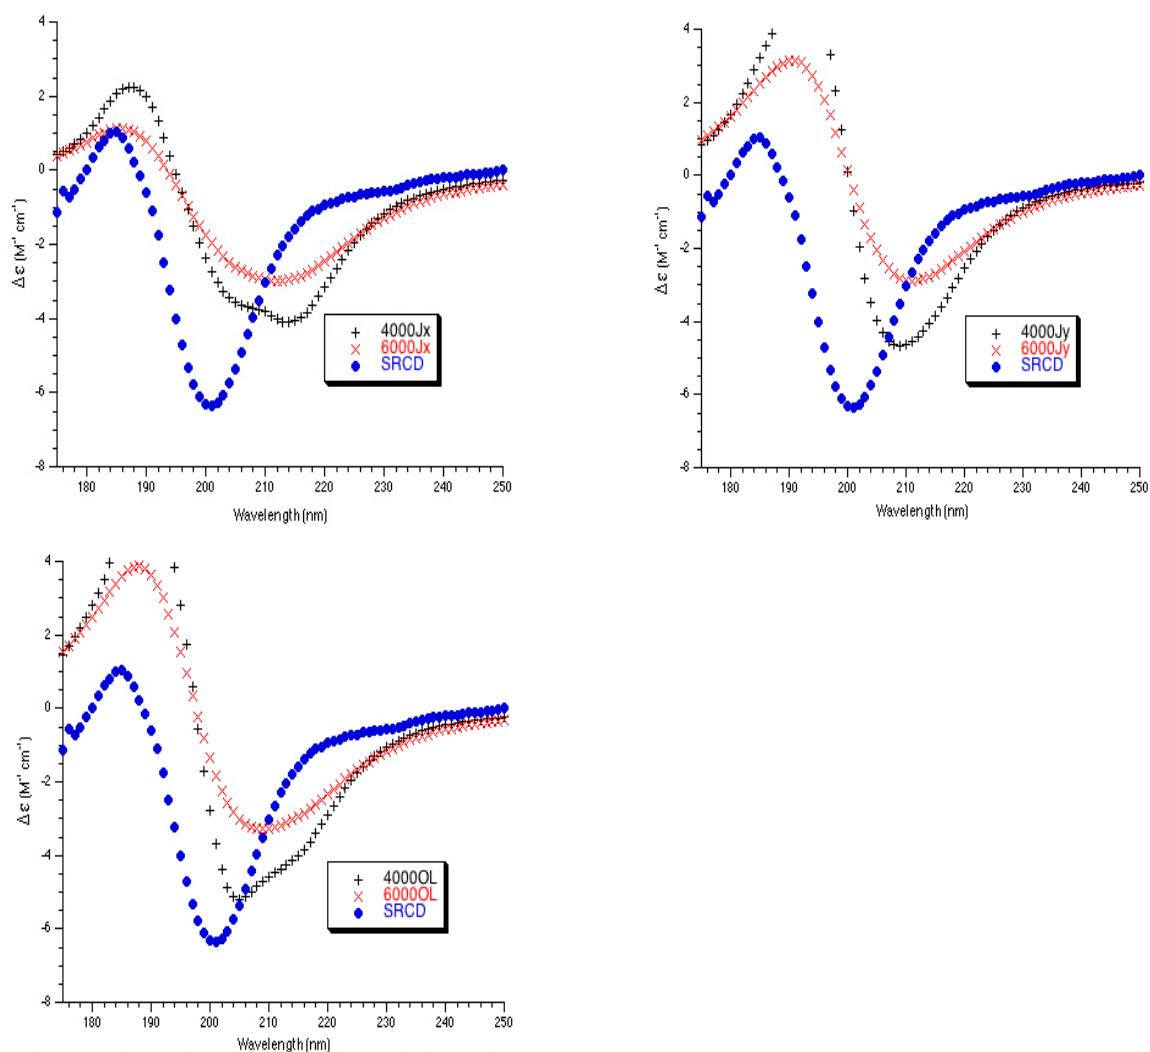 4
2
0
-2
-4
-6
-8
Δε (M⁻¹ cm⁻¹)
4000Jx
6000Jx
SRCD
180 190 200 210 220 230 240 250
Wavelength (nm)
4
2
0
-2
-4
-6
-8
Δε (M⁻¹ cm⁻¹)
4000Jy
6000Jy
SRCD
180 190 200 210 220 230 240 250
Wavelength (nm)
4
2
0
-2
-4
-6
-8
Δε (M⁻¹ cm⁻¹)
4000OL
6000OL
SRCD
180 190 200 210 220 230 240 250
Wavelength (nm)